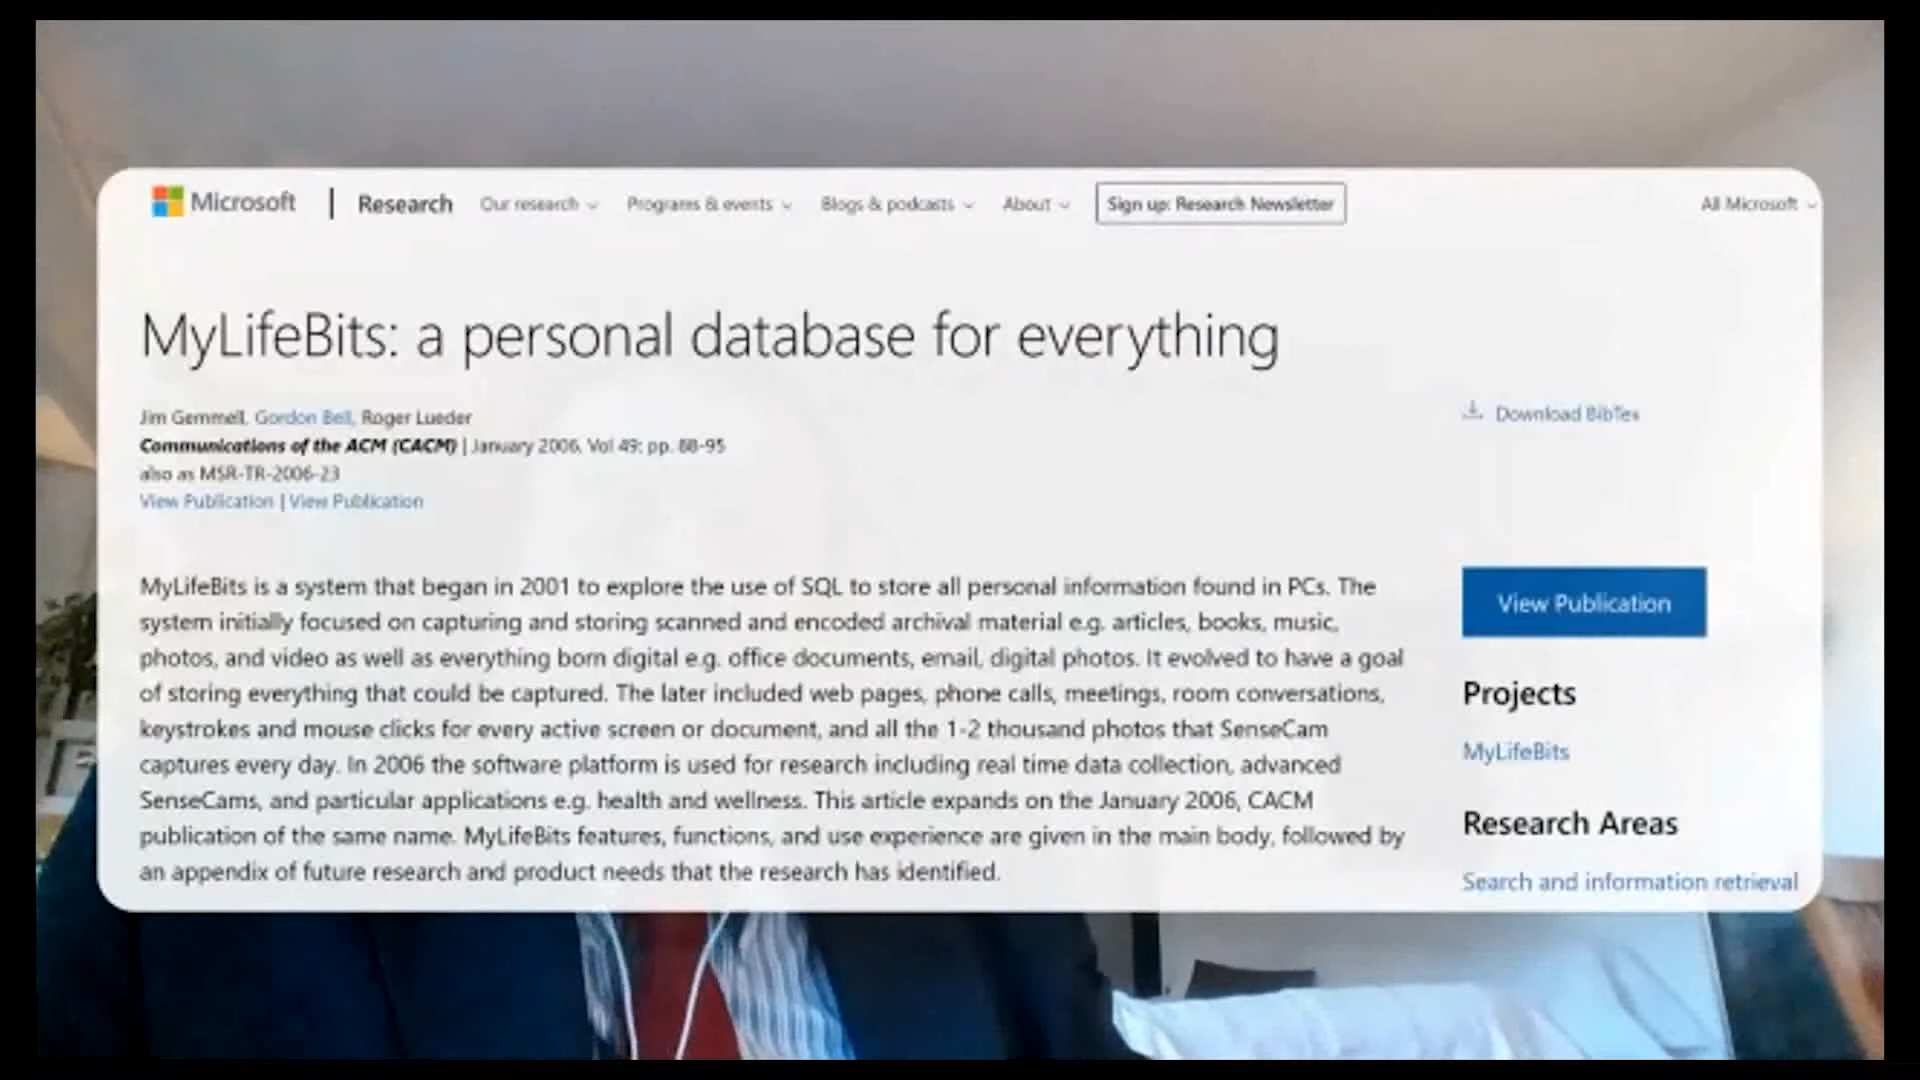 Microsoft | Research Our research Programs & events Blogs & podcasts About Sign up: Research Newsletter All Microsoft
MyLifeBits: a personal database for everything
Jim Gemmell, Gordon Bell, Roger Lueder
Download BibTex
Communications of the ACM (CACM) | January 2006, Vol 49: pp. 88-95
also as MSR-TR-2006-23
View Publication | View Publication
MyLifeBits is a system that began in 2001 to explore the use of SQL to store all personal information found in PCs. The
system initially focused on capturing and storing scanned and encoded archival material e.g. articles, books, music,
photos, and video as well as everything born digital e.g. office documents, email, digital photos. It evolved to have a goal
of storing everything that could be captured. The later included web pages, phone calls, meetings, room conversations,
keystrokes and mouse clicks for every active screen or document, and all the 1-2 thousand photos that SenseCam
captures every day. In 2006 the software platform is used for research including real time data collection, advanced
SenseCams, and particular applications e.g. health and wellness. This article expands on the January 2006, CACM
publication of the same name. MyLifeBits features, functions, and use experience are given in the main body, followed by
an appendix of future research and product needs that the research has identified.
View Publication
Projects
MyLifeBits
Research Areas
Search and information retrieval